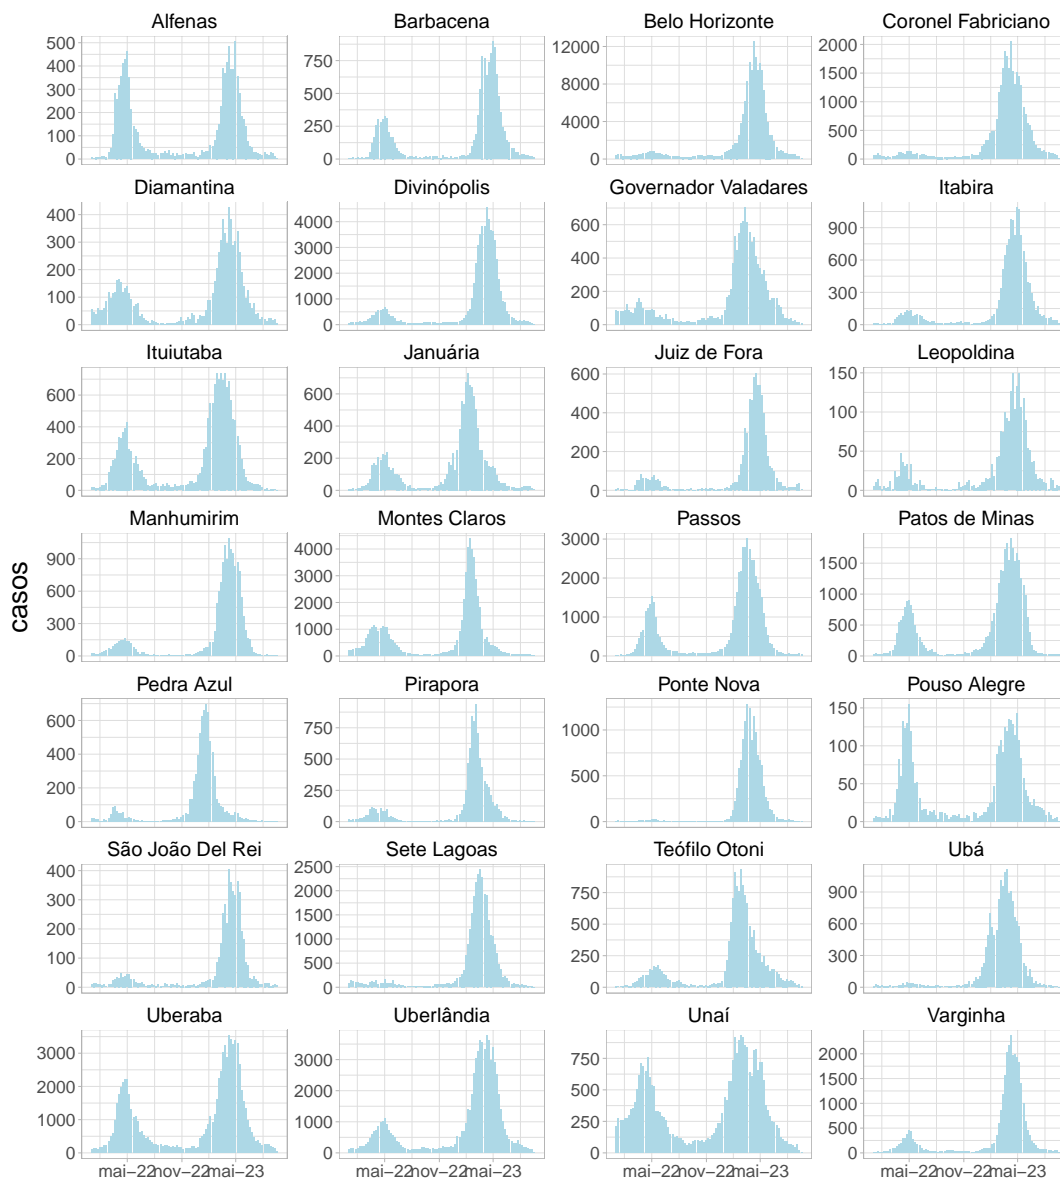 Alfenas Barbacena Belo Horizonte Coronel Fabriciano
500 400 300 200 100 0
750 500 250 0
12000 8000 4000 0
2000 1500 1000 500 0
Diamantina Divinópolis Governador Valadares Itabira
400 300 200 100 0
4000 3000 2000 1000 0
600 400 200 0
900 600 300 0
Ituiutaba Januária Juiz de Fora Leopoldina
600 400 200 0
600 400 200 0
600 400 200 0
150 100 50 0
Manhumirim Montes Claros Passos Patos de Minas
900 600 300 0
4000 3000 2000 1000 0
3000 2000 1000 0
1500 1000 500 0
casos
Pedra Azul Pirapora Ponte Nova Pouso Alegre
600 400 200 0
750 500 250 0
1000 500 0
150 100 50 0
São João Del Rei Sete Lagoas Teófilo Otoni Ubá
400 300 200 100 0
2500 2000 1500 1000 500 0
750 500 250 0
900 600 300 0
Uberaba Uberlândia Unaí Varginha
3000 2000 1000 0
3000 2000 1000 0
750 500 250 0
2000 1500 1000 500 0
mai–22 nov–22 mai–23 mai–22 nov–22 mai–23 mai–22 nov–22 mai–23 mai–22 nov–22 mai–23